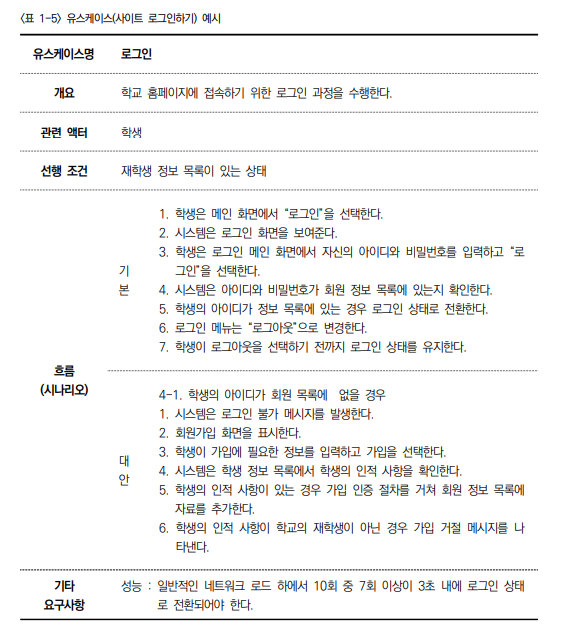 <표 1-5> 유스케이스(사이트 로그인하기) 예시
유스케이스명 로그인
개요 학교 홈페이지에 접속하기 위한 로그인 과정을 수행한다.
관련 액터 학생
선행 조건 재학생 정보 목록이 있는 상태
흐름
(시나리오)
기
본
1. 학생은 메인 화면에서 “로그인”을 선택한다.
2. 시스템은 로그인 화면을 보여준다.
3. 학생은 로그인 메인 화면에서 자신의 아이디와 비밀번호를 입력하고 “로
그인”을 선택한다.
4. 시스템은 아이디와 비밀번호가 회원 정보 목록에 있는지 확인한다.
5. 학생의 아이디가 정보 목록에 있는 경우 로그인 상태로 전환한다.
6. 로그인 메뉴는 “로그아웃”으로 변경한다.
7. 학생이 로그아웃을 선택하기 전까지 로그인 상태를 유지한다.
대
안
4-1. 학생의 아이디가 회원 목록에 없을 경우
1. 시스템은 로그인 불가 메시지를 발생한다.
2. 회원가입 화면을 표시한다.
3. 학생이 가입에 필요한 정보를 입력하고 가입을 선택한다.
4. 시스템은 학생 정보 목록에서 학생의 인적 사항을 확인한다.
5. 학생의 인적 사항이 있는 경우 가입 인증 절차를 거쳐 회원 정보 목록에
자료를 추가한다.
6. 학생의 인적 사항이 학교의 재학생이 아닌 경우 가입 거절 메시지를 나
타낸다.
기타
요구사항
성능 : 일반적인 네트워크 로드 하에서 10회 중 7회 이상이 3초 내에 로그인 상태
로 전환되어야 한다.